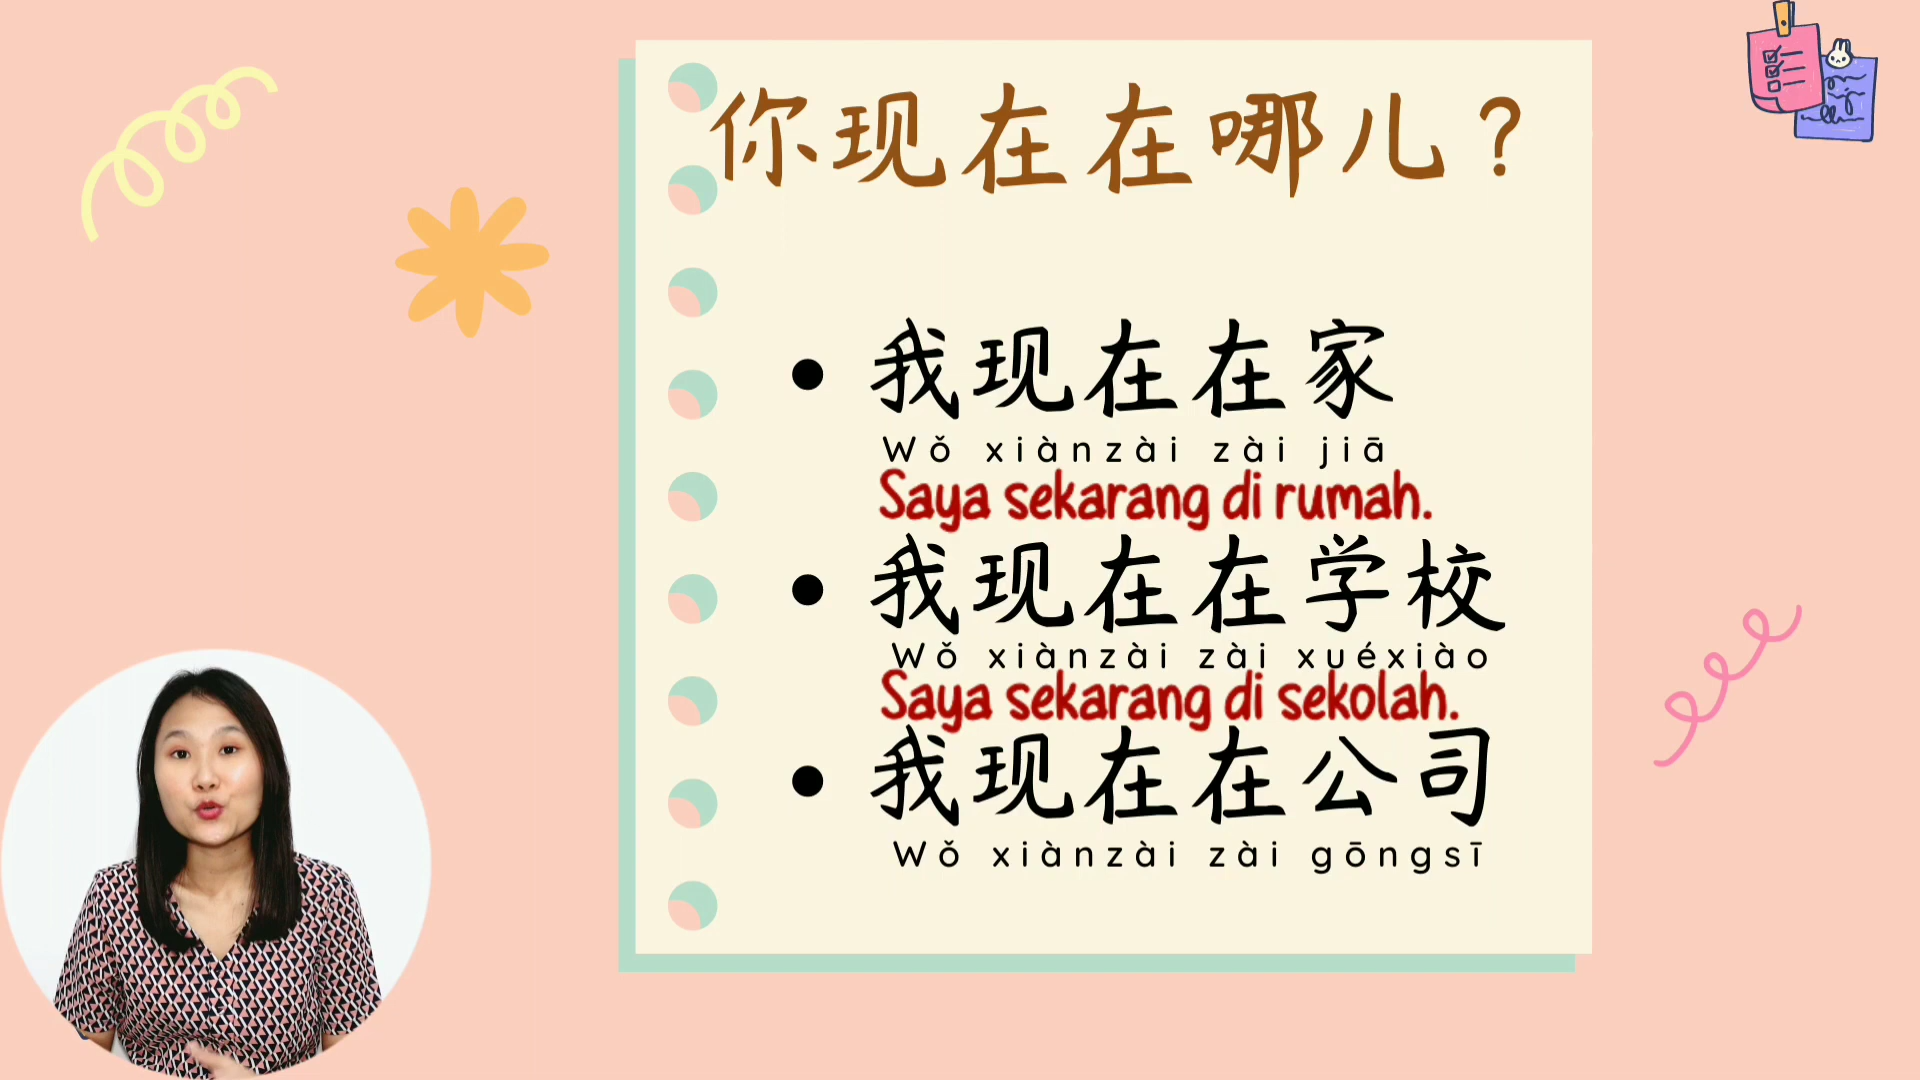 你现在在哪儿？
我现在在家
Wǒ xiànzài zài jiā
Saya sekarang di rumah.
我现在在学校
Wǒ xiànzài zài xuéxiào
Saya sekarang di sekolah.
我现在在公司
Wǒ xiànzài zài gōngsī